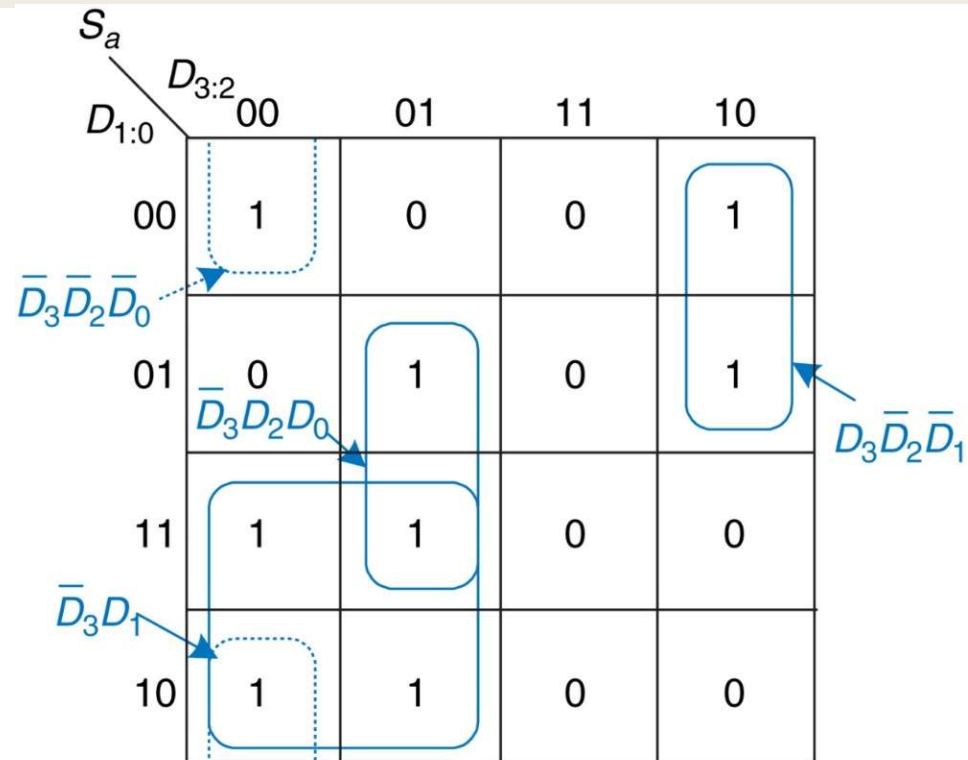 Sₐ
D₃:₂
D₁:₀ 00 01 11 10
00 1 0 0 1
D̅₃D̅₂D̅₀
01 0 1 0 1
D̅₃D₂D₀
D₃D̅₂D̅₁
11 1 1 0 0
D̅₃D₁
10 1 1 0 0